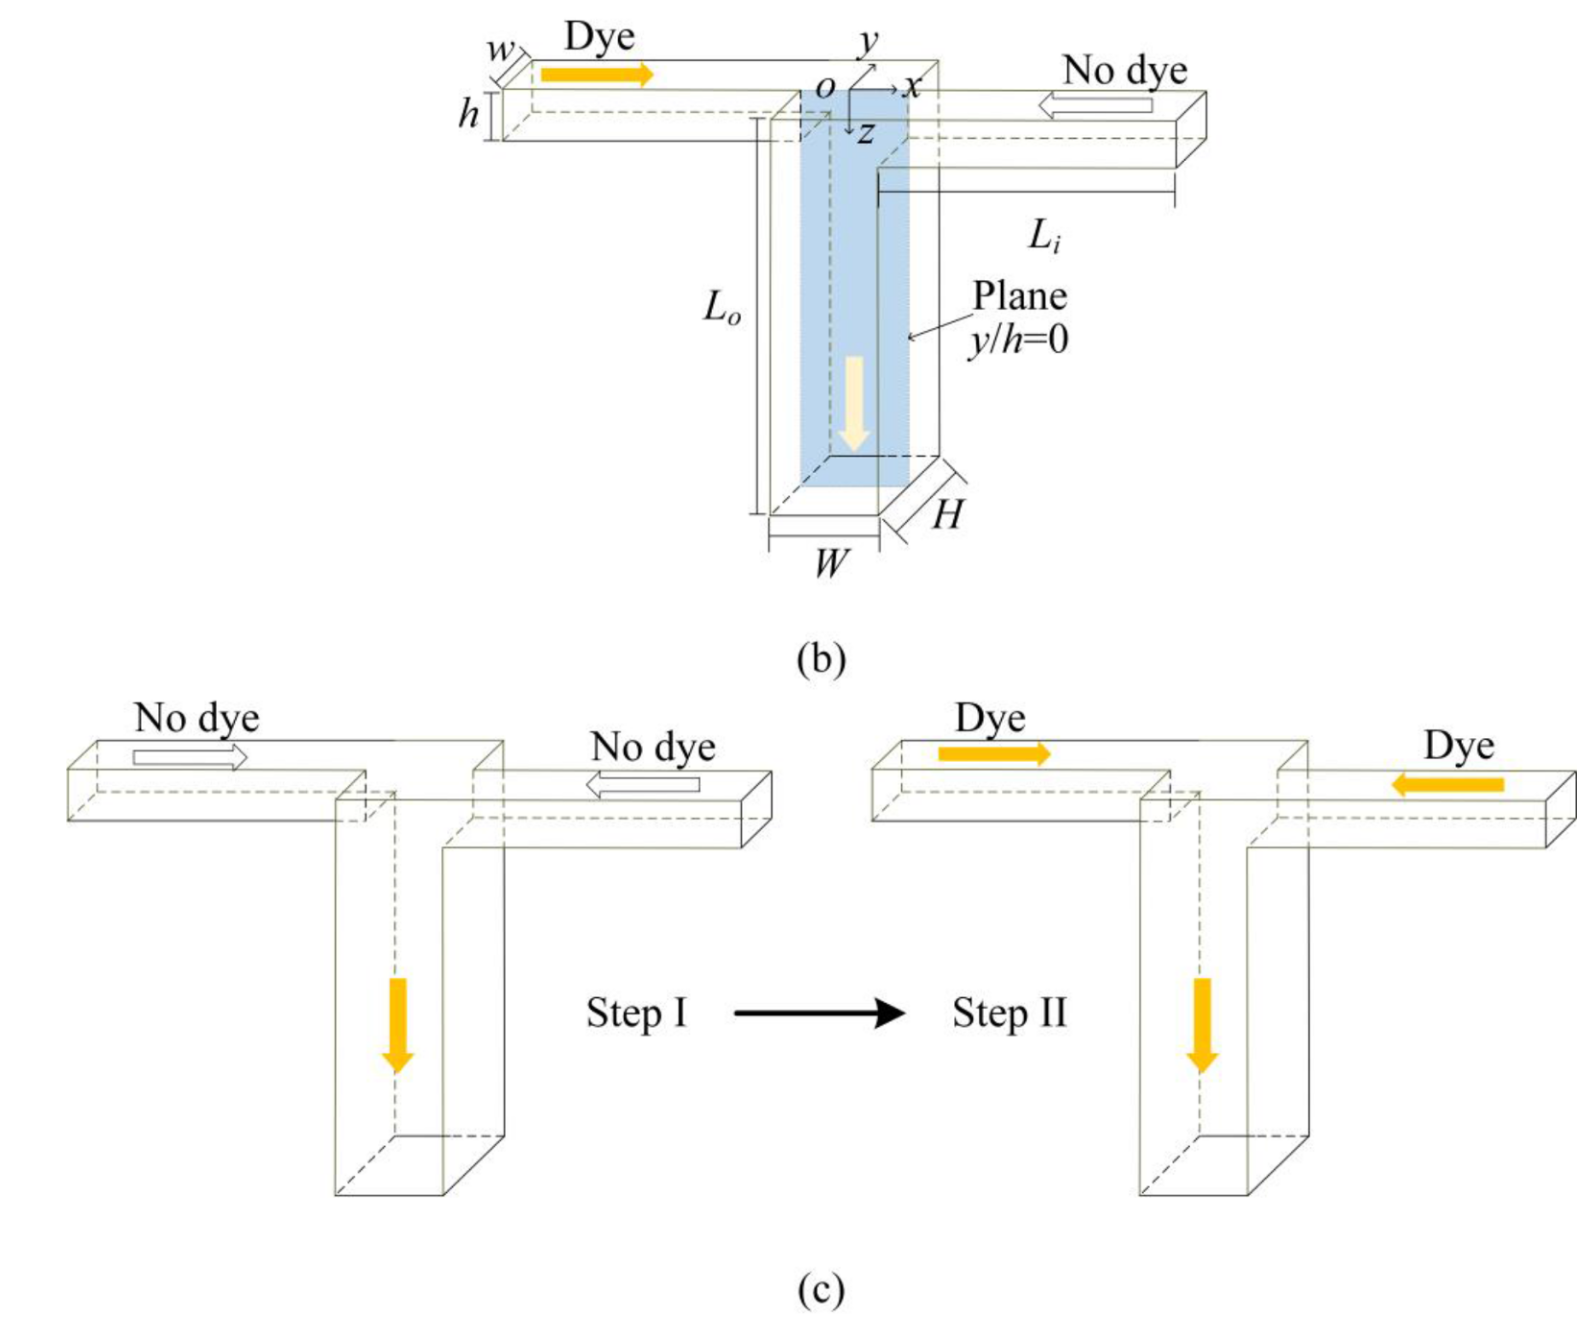 Dye
y
w
No dye
o
x
h
z
L_i
L_o
Plane
y/h=0
H
W
(b)
No dye
No dye
Dye
Dye
Step I
Step II
(c)